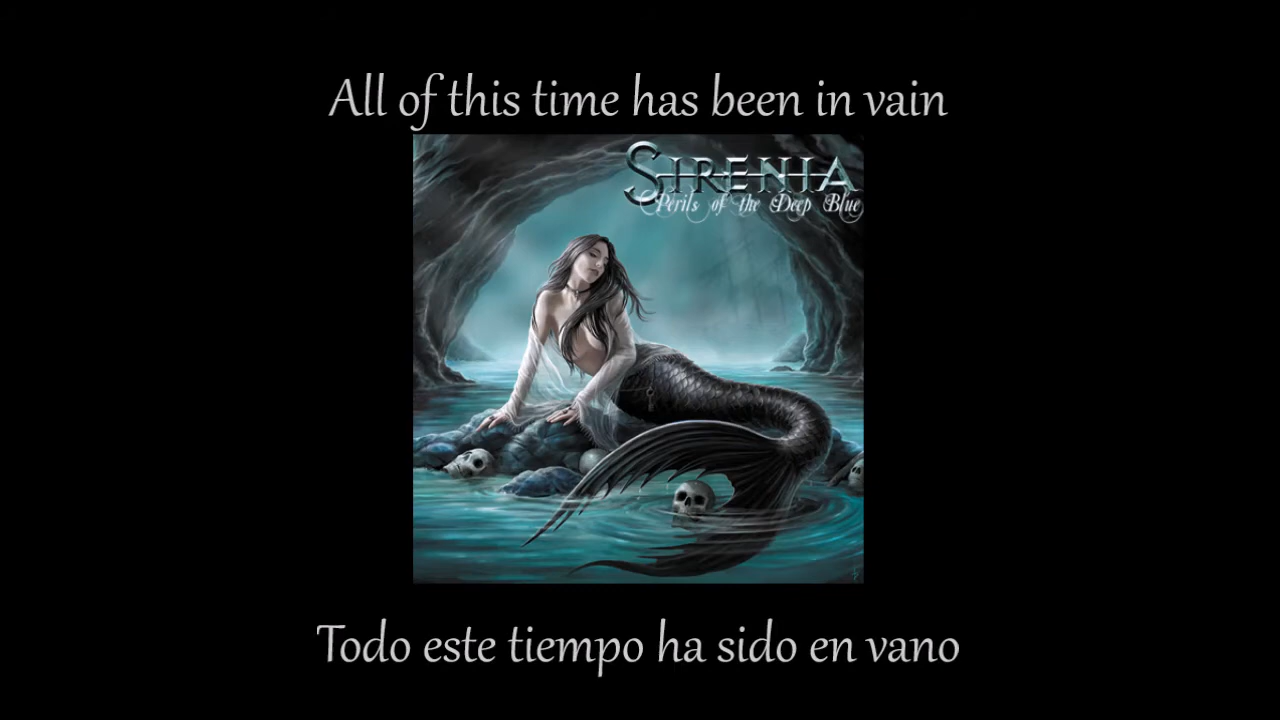 All of this time has been in vain
SIRENIA
Perils of the Deep Blue
Todo este tiempo ha sido en vano